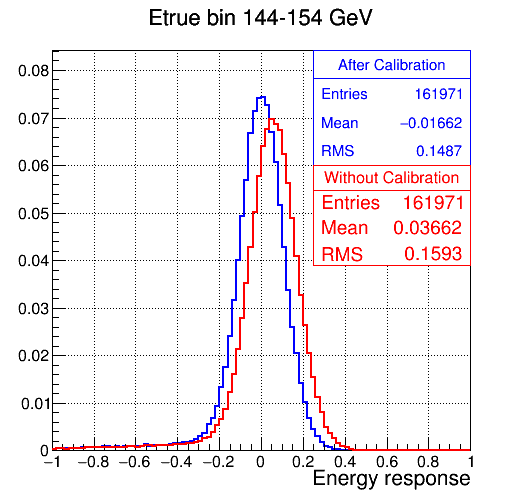 Etrue bin 144-154 GeV
After Calibration
Entries 161971
Mean −0.01662
RMS 0.1487
Without Calibration
Entries 161971
Mean 0.03662
RMS 0.1593
0.08
0.07
0.06
0.05
0.04
0.03
0.02
0.01
0
−1 −0.8 −0.6 −0.4 −0.2 0 0.2 0.4 0.6 0.8 1
Energy response